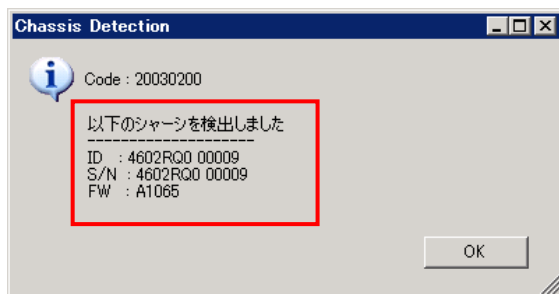 Chassis Detection
Code : 20030200
以下のシャーシを検出しました
--------------------
ID : 4602RQ0 00009
S/N : 4602RQ0 00009
FW : A1065
OK